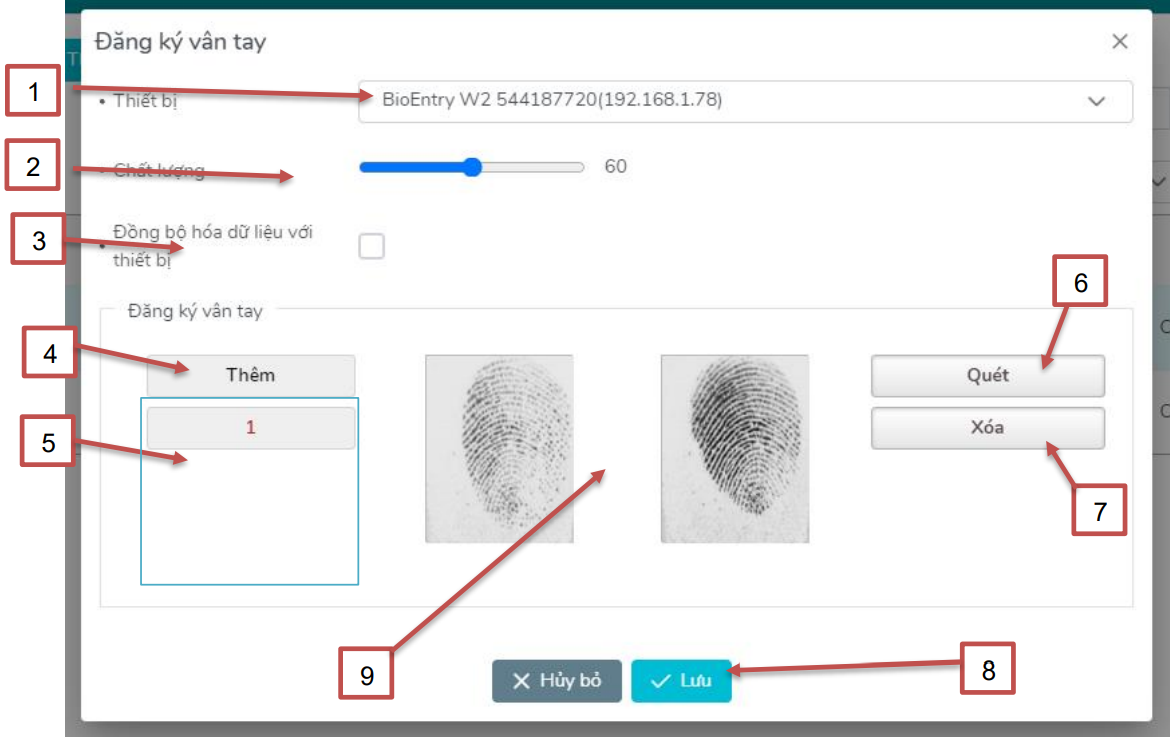 Đăng ký vân tay
1
• Thiết bị
BioEntry W2 544187720(192.168.1.78)
2
• Chất lượng
60
3
• Đồng bộ hóa dữ liệu với
thiết bị
6
Đăng ký vân tay
4
Thêm
Quét
5
1
Xóa
7
9
Hủy bỏ
Lưu
8